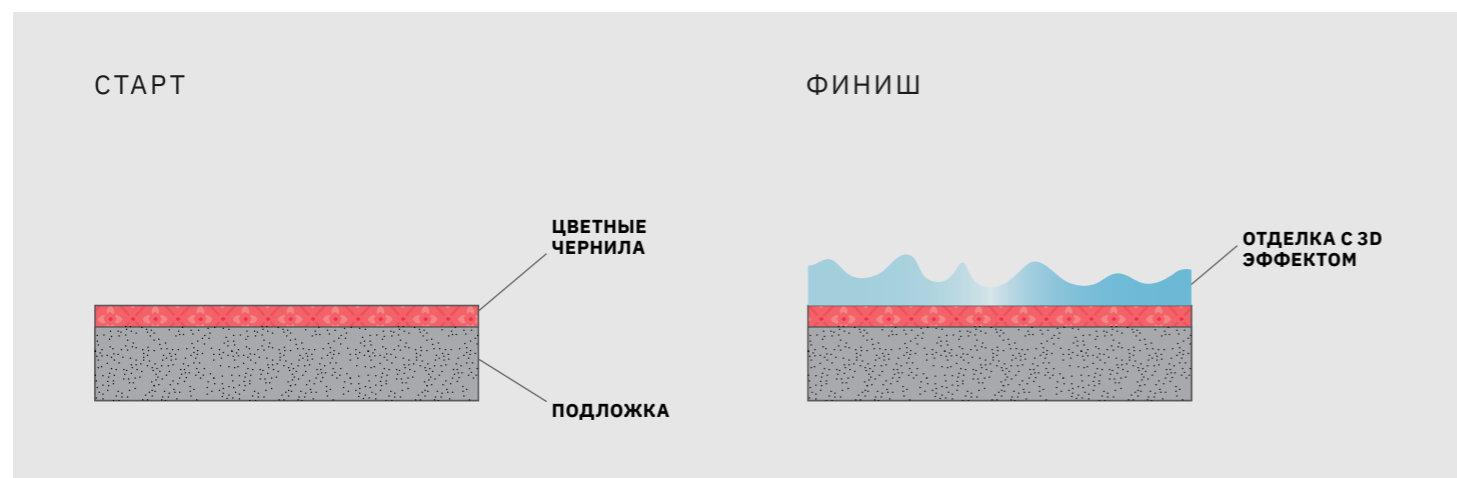 СТАРТ
ФИНИШ
ЦВЕТНЫЕ
ЧЕРНИЛА
ПОДЛОЖКА
ОТДЕЛКА С 3D
ЭФФЕКТОМ